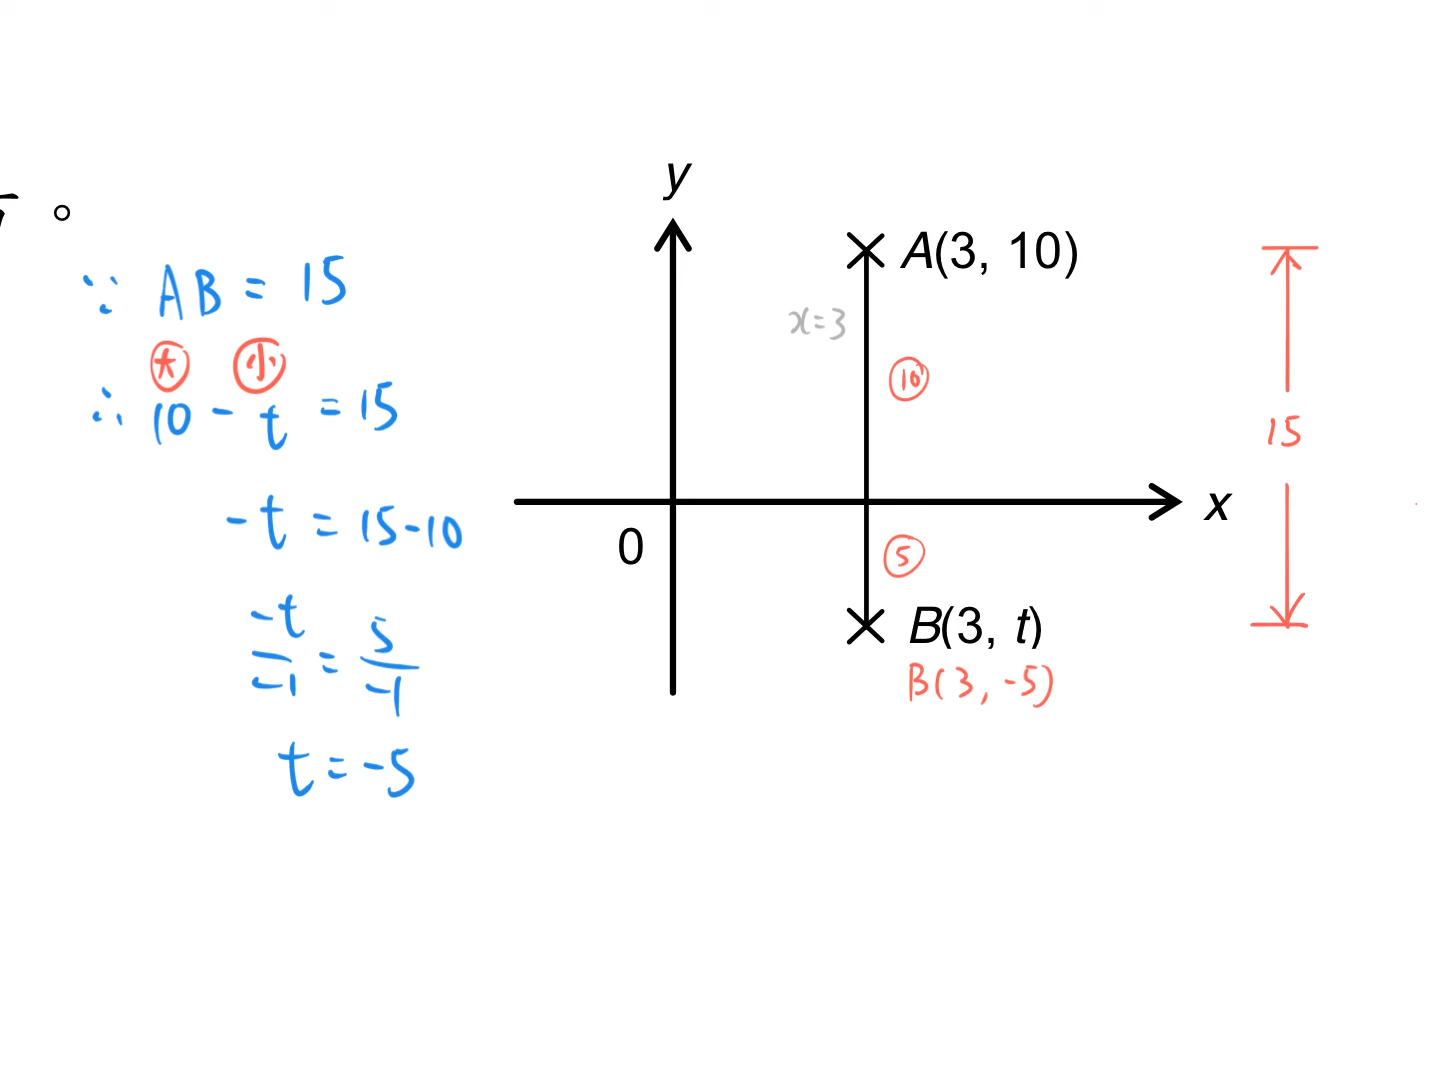 。
∵ AB = 15
大 小
∴ 10 - t = 15
-t = 15-10
-t/-1 = 5/-1
t = -5
y
A(3, 10)
x=3
10
15
x
0
5
B(3, t)
B(3, -5)